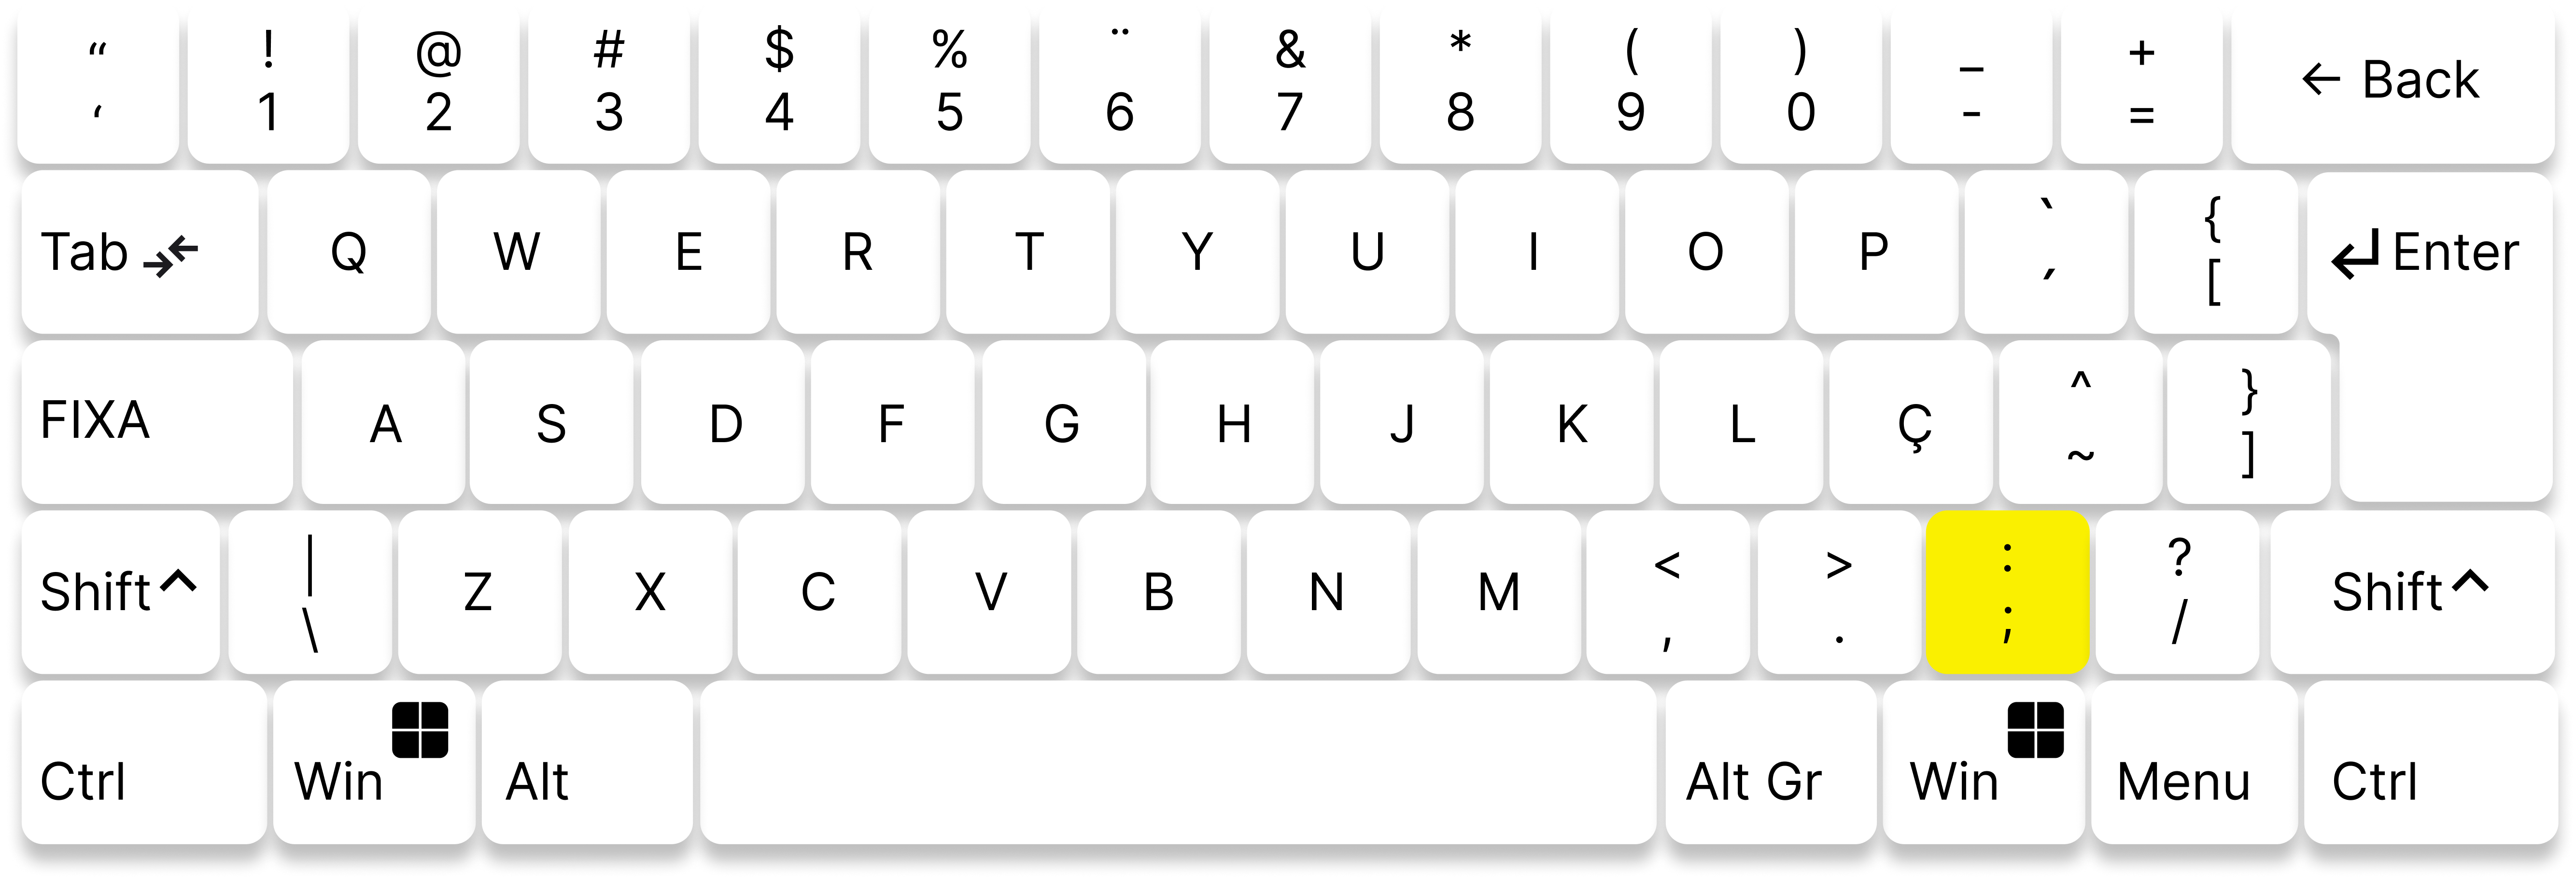 “ ! @ # $ % ¨ & * ( ) _ + ← Back
‘ 1 2 3 4 5 6 7 8 9 0 - =
Tab Q W E R T Y U I O P ` { Enter
´ [
FIXA A S D F G H J K L Ç ^ }
~ ]
Shift | Z X C V B N M < > : ? Shift
\ , . ; /
Ctrl Win Alt Alt Gr Win Menu Ctrl